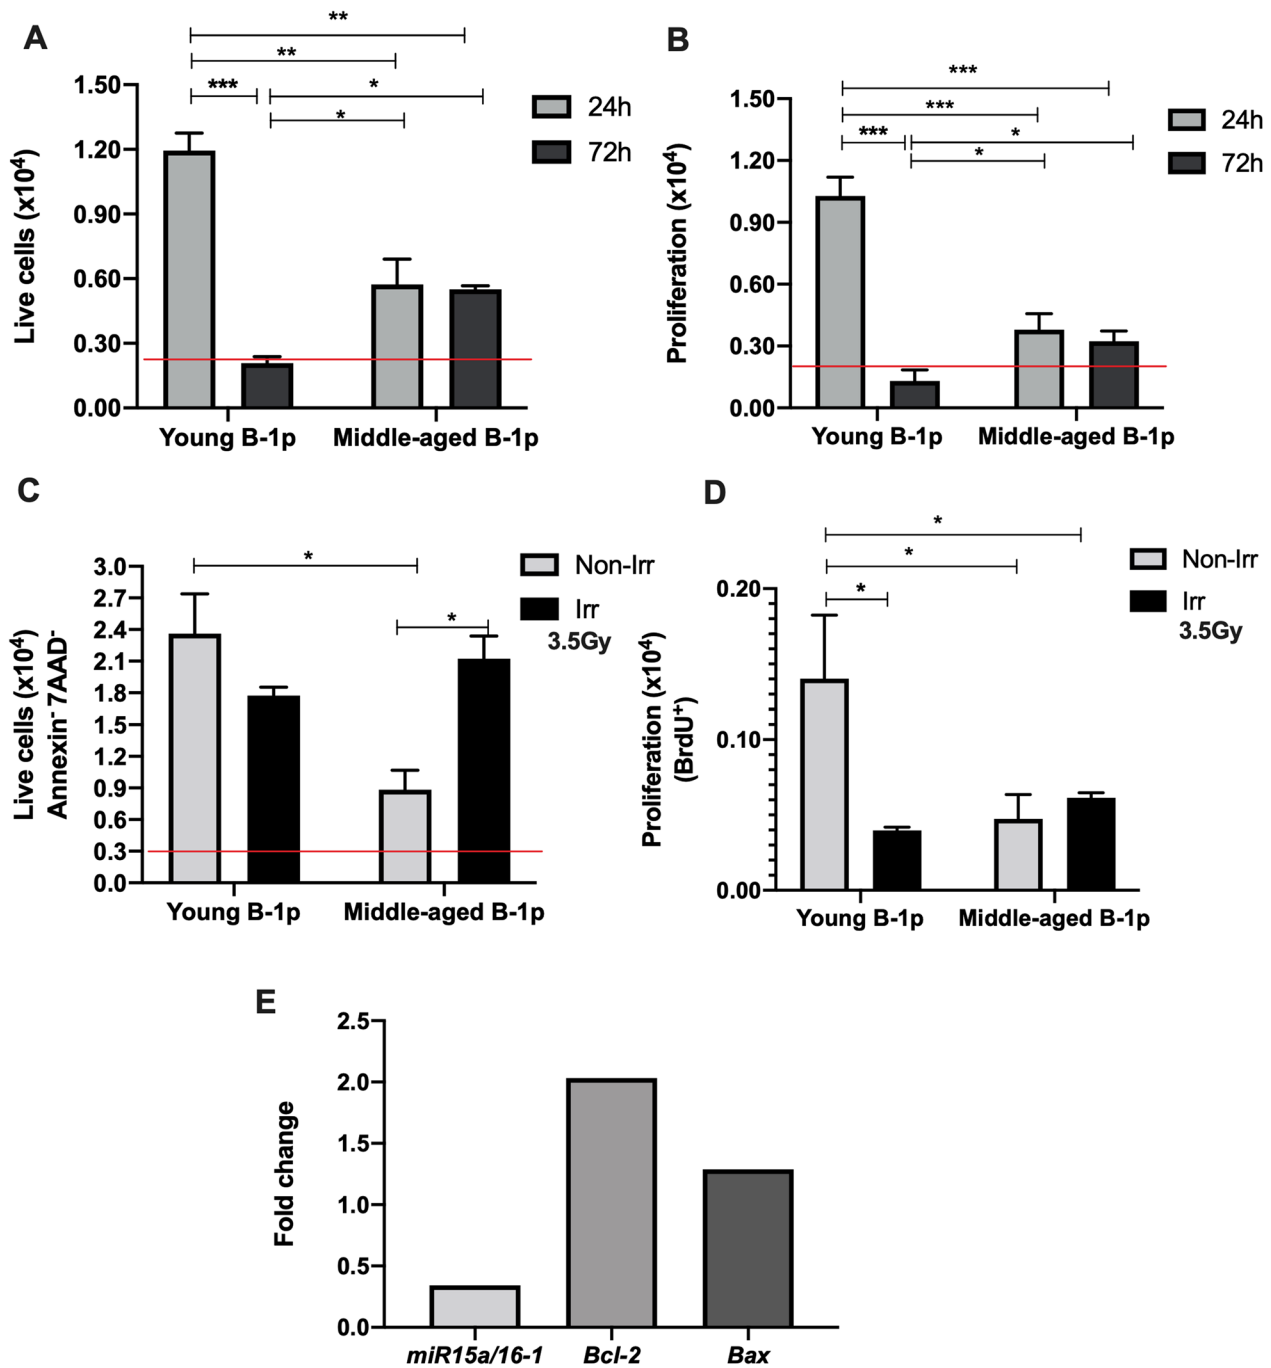 A
**
**
***
*
*
1.50
1.20
0.90
0.60
0.30
0.00
Live cells (x10⁴)
Young B-1p
Middle-aged B-1p
24h
72h
B
***
***
***
*
*
1.50
1.20
0.90
0.60
0.30
0.00
Proliferation (x10⁴)
Young B-1p
Middle-aged B-1p
24h
72h
C
*
*
3.0
2.7
2.4
2.1
1.8
1.5
1.2
0.9
0.6
0.3
0.0
Live cells (x10⁴)
Annexin⁻ 7AAD⁻
Young B-1p
Middle-aged B-1p
Non-Irr
Irr
3.5Gy
D
*
*
*
0.20
0.10
0.00
Proliferation (x10⁴)
(BrdU⁺)
Young B-1p
Middle-aged B-1p
Non-Irr
Irr
3.5Gy
E
2.5
2.0
1.5
1.0
0.5
0.0
Fold change
miR15a/16-1
Bcl-2
Bax